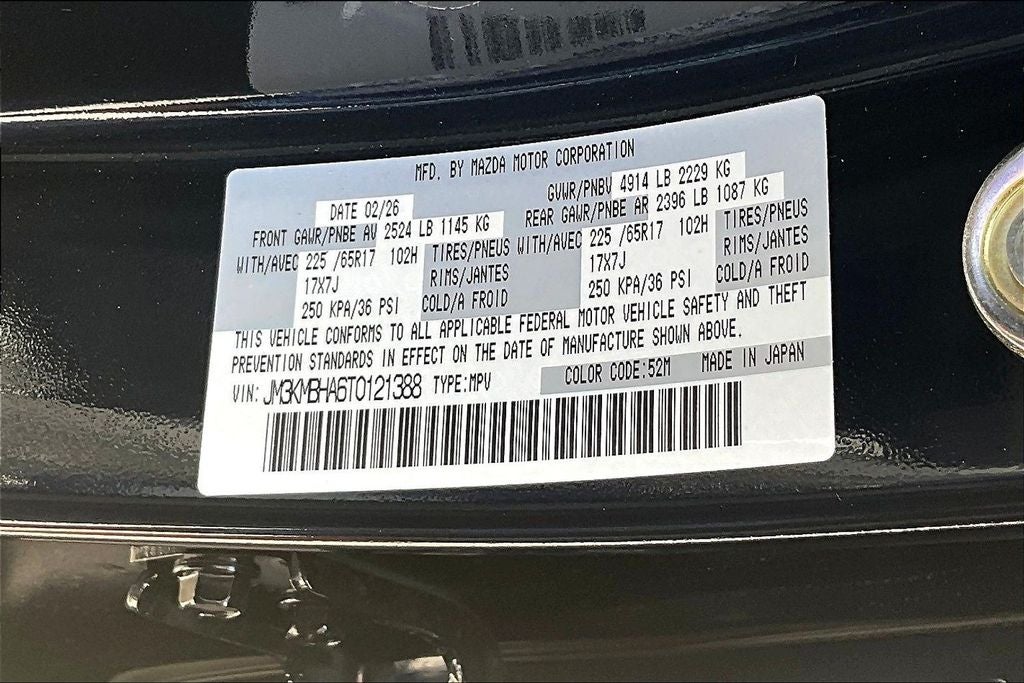 MFD. BY MAZDA MOTOR CORPORATION
DATE 02/26 GVWR/PNBV 4914 LB 2229 KG
FRONT GAWR/PNBE AV 2524 LB 1145 KG REAR GAWR/PNBE AR 2396 LB 1087 KG
WITH/AVEC 225 /65R17 102H TIRES/PNEUS WITH/AVEC 225 /65R17 102H TIRES/PNEUS
17X7J RIMS/JANTES 17X7J RIMS/JANTES
250 KPA/36 PSI COLD/A FROID 250 KPA/36 PSI COLD/A FROID
THIS VEHICLE CONFORMS TO ALL APPLICABLE FEDERAL MOTOR VEHICLE SAFETY AND THEFT
PREVENTION STANDARDS IN EFFECT ON THE DATE OF MANUFACTURE SHOWN ABOVE.
VIN: JM3KMBHA6T0121388 TYPE:MPV COLOR CODE:52M MADE IN JAPAN